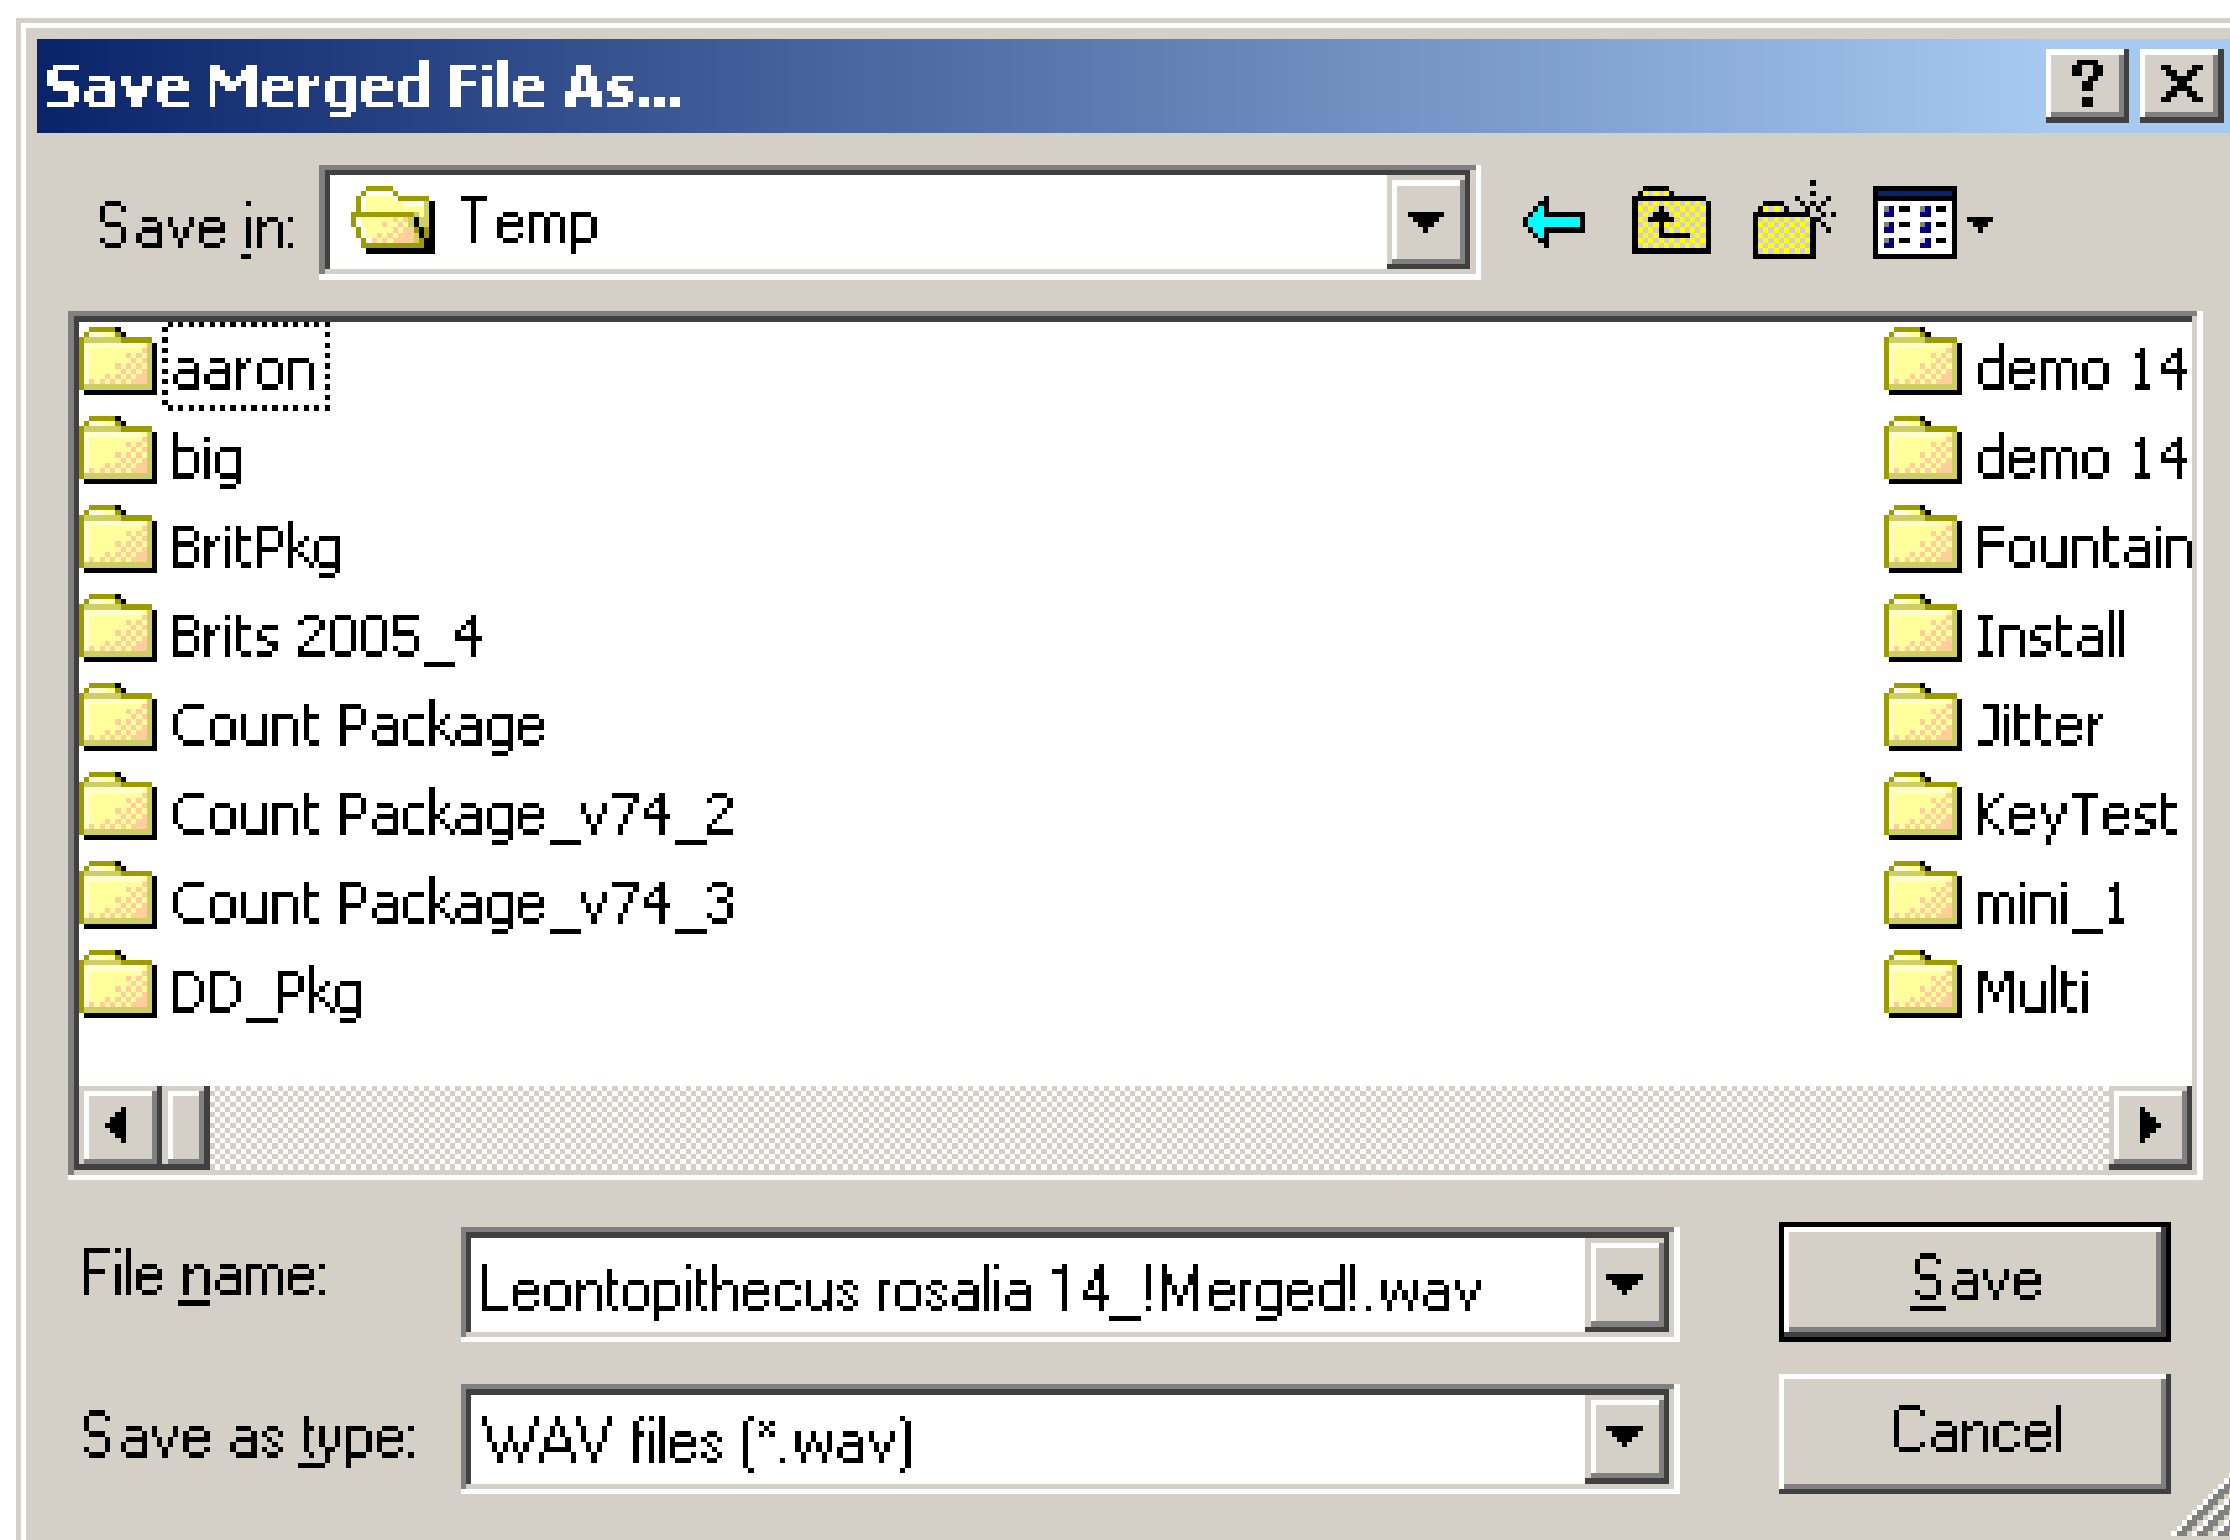 Save Merged File As...
Save in: Temp
aaron
big
BritPkg
Brits 2005_4
Count Package
Count Package_v74_2
Count Package_v74_3
DD_Pkg
demo 14
demo 14
Fountain
Install
Jitter
KeyTest
mini_1
Multi
File name: Leontopithecus rosalia 14_!Merged!.wav
Save
Save as type: WAV files (*.wav)
Cancel